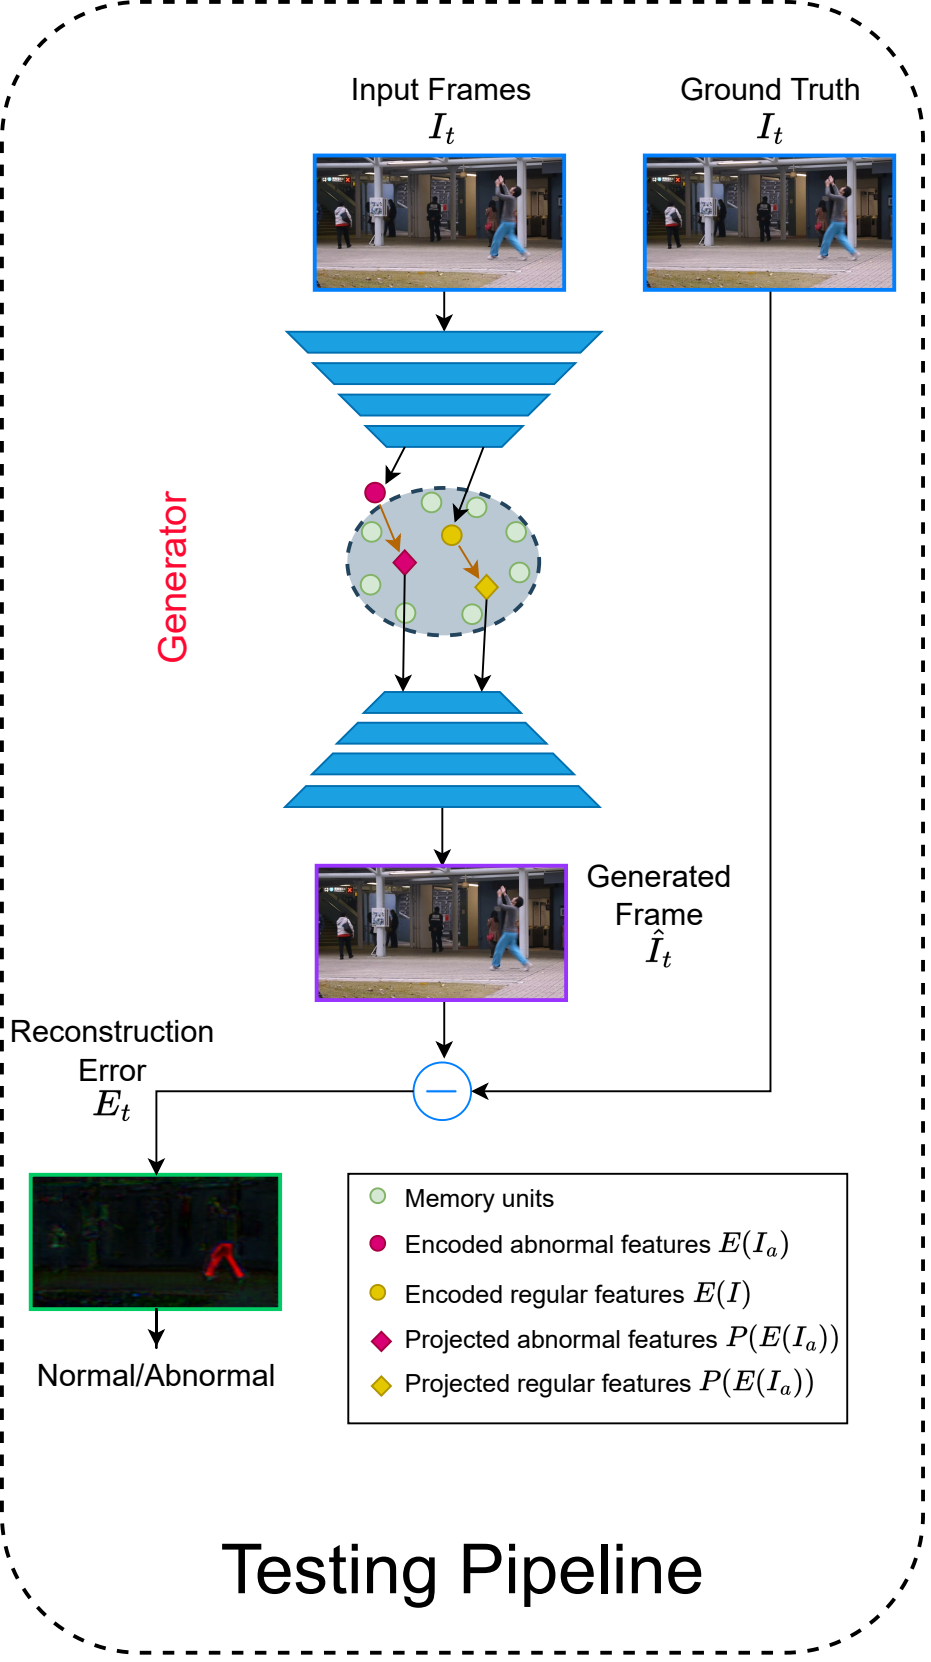 Input Frames
I_t
Ground Truth
I_t
Generator
Generated
Frame
Î_t
Reconstruction
Error
E_t
Normal/Abnormal
Memory units
Encoded abnormal features E(I_a)
Encoded regular features E(I)
Projected abnormal features P(E(I_a))
Projected regular features P(E(I_a))
Testing Pipeline